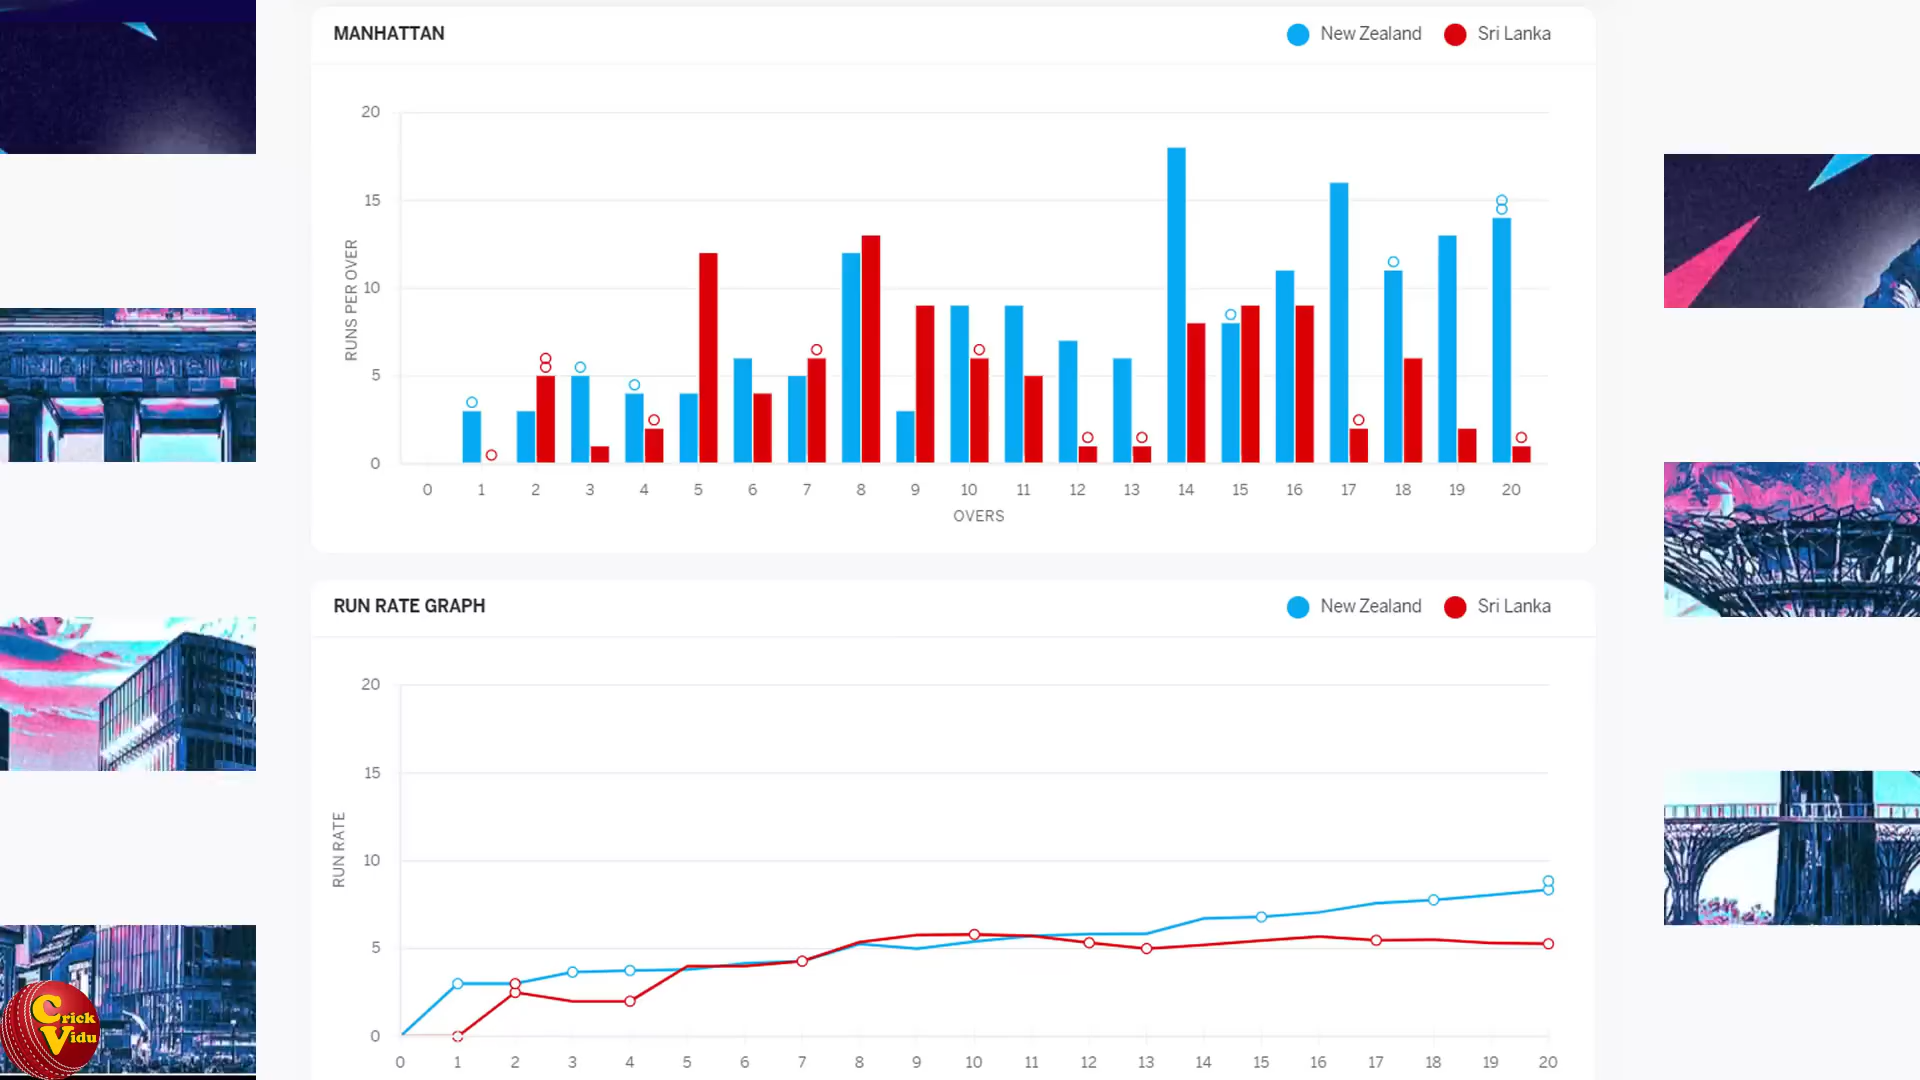 MANHATTAN
New Zealand Sri Lanka
20
15
10
5
0
RUNS PER OVER
0 1 2 3 4 5 6 7 8 9 10 11 12 13 14 15 16 17 18 19 20
OVERS
RUN RATE GRAPH
New Zealand Sri Lanka
20
15
10
5
0
RUN RATE
0 1 2 3 4 5 6 7 8 9 10 11 12 13 14 15 16 17 18 19 20
Crick
Vidu